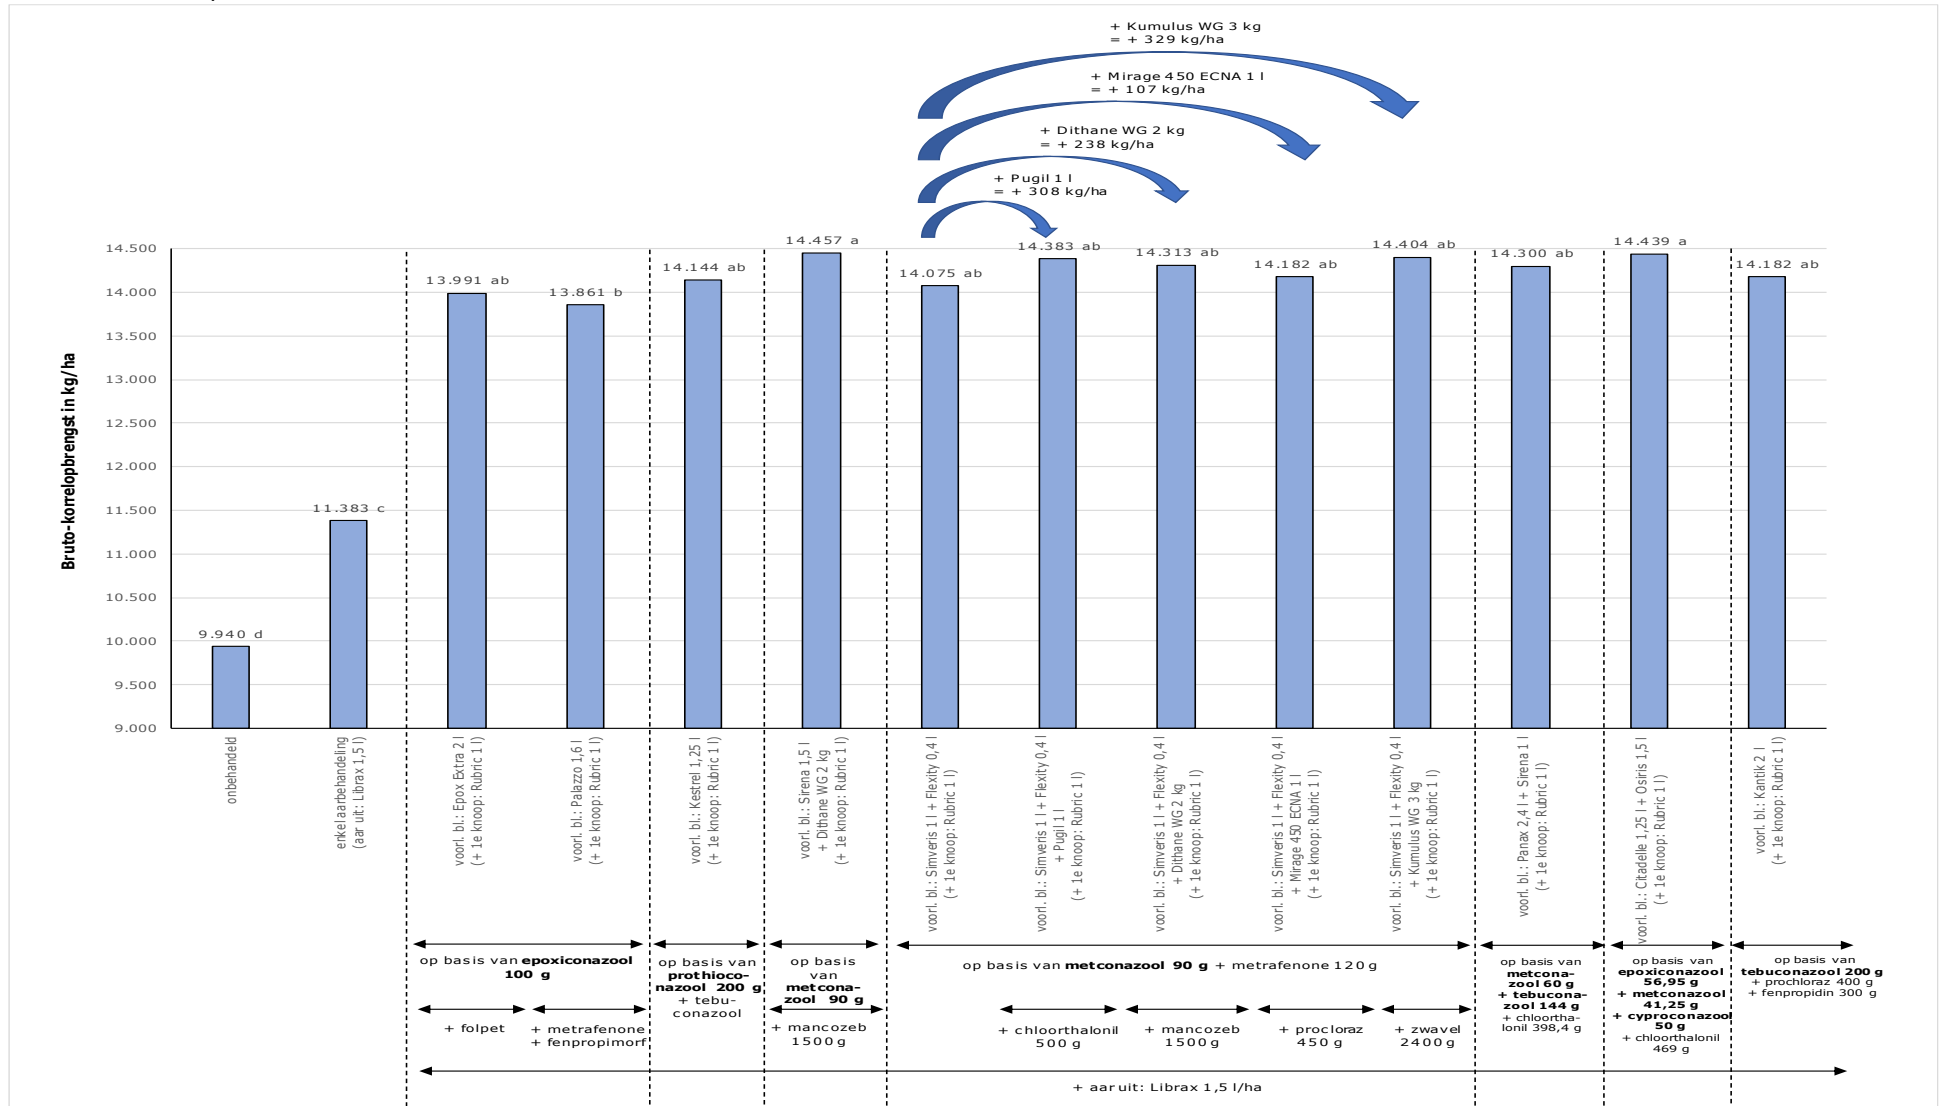 + Kumulus WG 3 kg
= + 329 kg/ha
+ Mirage 450 ECNA 1 l
= + 107 kg/ha
+ Dithane WG 2 kg
= + 238 kg/ha
+ Pugil 1 l
= + 308 kg/ha
Bruto-korrelopbrengst in kg/ha
14.500
14.000
13.500
13.000
12.500
12.000
11.500
11.000
10.500
10.000
9.500
9.000
9.940 d
11.383 c
13.991 ab
13.861 b
14.144 ab
14.457 a
14.075 ab
14.383 ab
14.313 ab
14.182 ab
14.404 ab
14.300 ab
14.439 a
14.182 ab
onbehandeld
enkel aarbehandeling
(aar uit: Librax 1,5 l)
voorl. bl.: Epox Extra 2 l
(+ 1e knoop: Rubric 1 l)
voorl. bl.: Palazzo 1,6 l
(+ 1e knoop: Rubric 1 l)
voorl. bl.: Kestrel 1,25 l
(+ 1e knoop: Rubric 1 l)
voorl. bl.: Sirena 1,5 l
+ Dithane WG 2 kg
(+ 1e knoop: Rubric 1 l)
voorl. bl.: Simveris 1 l + Flexity 0,4 l
(+ 1e knoop: Rubric 1 l)
voorl. bl.: Simveris 1 l + Flexity 0,4 l
+ Pugil 1 l
(+ 1e knoop: Rubric 1 l)
voorl. bl.: Simveris 1 l + Flexity 0,4 l
+ Dithane WG 2 kg
(+ 1e knoop: Rubric 1 l)
voorl. bl.: Simveris 1 l + Flexity 0,4 l
+ Mirage 450 ECNA 1 l
(+ 1e knoop: Rubric 1 l)
voorl. bl.: Simveris 1 l + Flexity 0,4 l
+ Kumulus WG 3 kg
(+ 1e knoop: Rubric 1 l)
voorl. bl.: Panax 2,4 l + Sirena 1 l
(+ 1e knoop: Rubric 1 l)
voorl. bl.: Citadelle 1,25 l + Osiris 1,5 l
(+ 1e knoop: Rubric 1 l)
voorl. bl.: Kantik 2 l
(+ 1e knoop: Rubric 1 l)
op basis van epoxiconazool
100 g
+ folpet
+ metrafenone
+ fenpropimorf
op basis van
prothioco-
nazool 200 g
+ tebu-
conazool
op basis
van
metcona-
zool 90 g
+ mancozeb
1500 g
op basis van metconazool 90 g + metrafenone 120 g
+ chloorthalonil
500 g
+ mancozeb
1500 g
+ procloraz
450 g
+ zwavel
2400 g
op basis van
metcona-
zool 60 g
+ tebucona-
zool 144 g
+ chloortha-
lonil 398,4 g
op basis van
epoxiconazool
56,95 g
+ metconazool
41,25 g
+ cyproconazool
50 g
+ chloorthalonil
469 g
op basis van
tebuconazool 200 g
+ prochloraz 400 g
+ fenpropidin 300 g
+ aar uit: Librax 1,5 l/ha